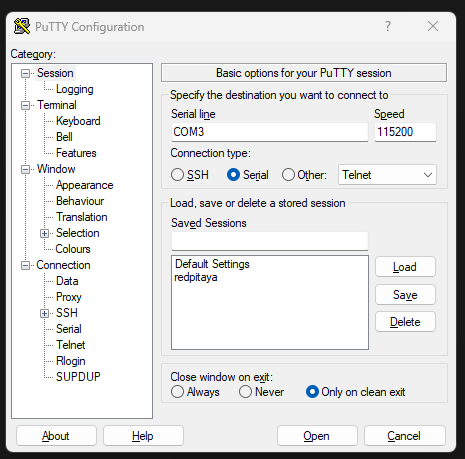 PuTTY Configuration
Category:
Session
Logging
Terminal
Keyboard
Bell
Features
Window
Appearance
Behaviour
Translation
Selection
Colours
Connection
Data
Proxy
SSH
Serial
Telnet
Rlogin
SUPDUP
Basic options for your PuTTY session
Specify the destination you want to connect to
Serial line Speed
COM3 115200
Connection type:
SSH Serial Other: Telnet
Load, save or delete a stored session
Saved Sessions
Default Settings
redpitaya
Load
Save
Delete
Close window on exit:
Always Never Only on clean exit
About Help Open Cancel